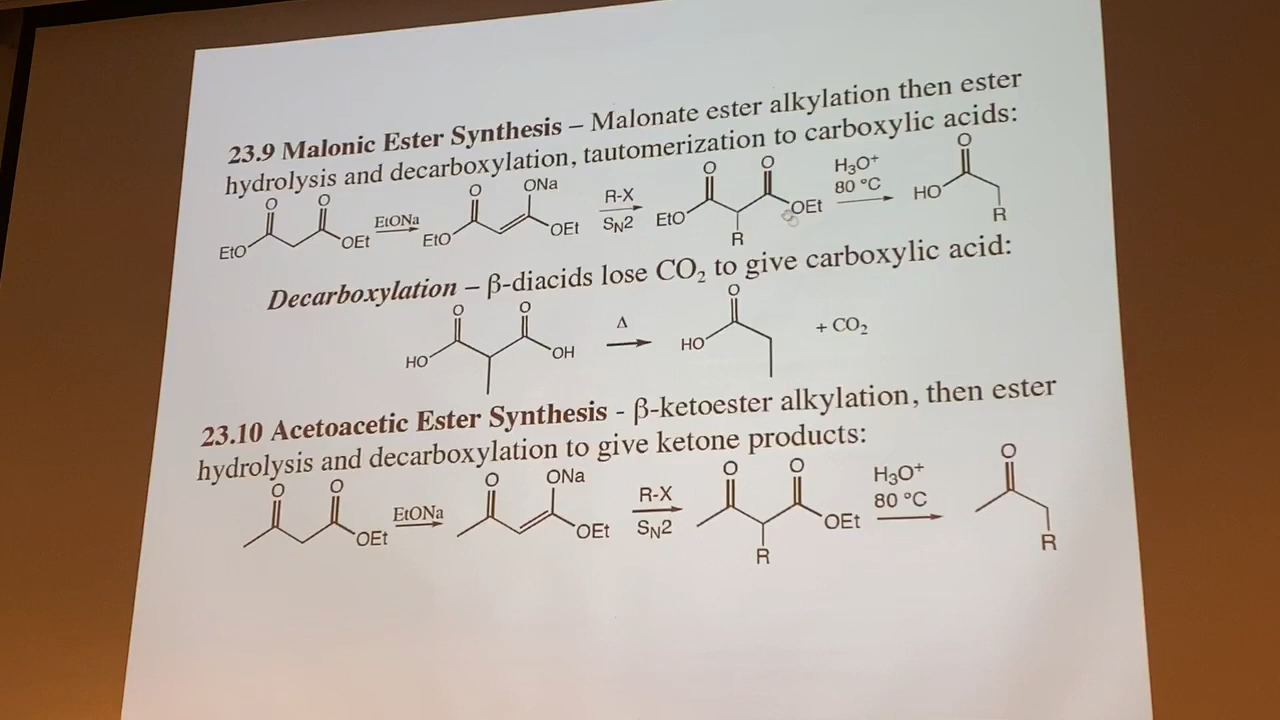 23.9 Malonic Ester Synthesis – Malonate ester alkylation then ester
hydrolysis and decarboxylation, tautomerization to carboxylic acids:
O O EtO OEt EtONa O ONa EtO OEt R-X SN2 O O EtO OEt R H3O+ 80 °C O HO R
Decarboxylation – β-diacids lose CO2 to give carboxylic acid:
O O HO OH Δ O HO + CO2
23.10 Acetoacetic Ester Synthesis - β-ketoester alkylation, then ester
hydrolysis and decarboxylation to give ketone products:
O O OEt EtONa O ONa OEt R-X SN2 O O OEt R H3O+ 80 °C O R